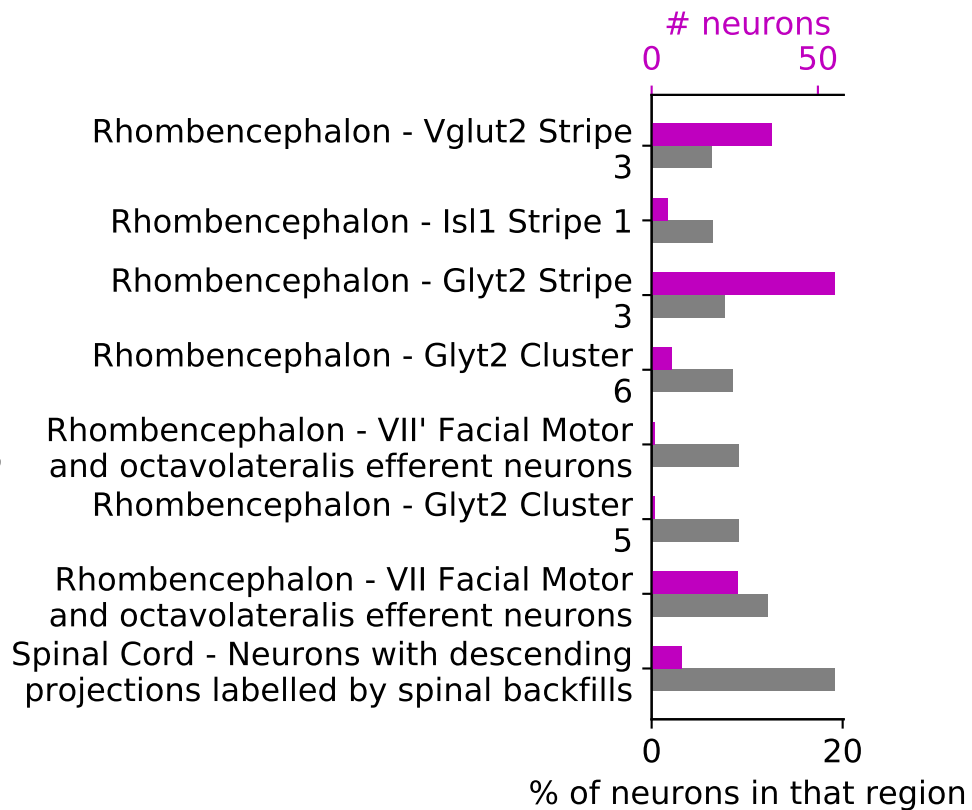 # neurons
0 50
Rhombencephalon - Vglut2 Stripe
3
Rhombencephalon - Isl1 Stripe 1
Rhombencephalon - Glyt2 Stripe
3
Rhombencephalon - Glyt2 Cluster
6
Rhombencephalon - VII' Facial Motor
and octavolateralis efferent neurons
Rhombencephalon - Glyt2 Cluster
5
Rhombencephalon - VII Facial Motor
and octavolateralis efferent neurons
Spinal Cord - Neurons with descending
projections labelled by spinal backfills
0 20
% of neurons in that region